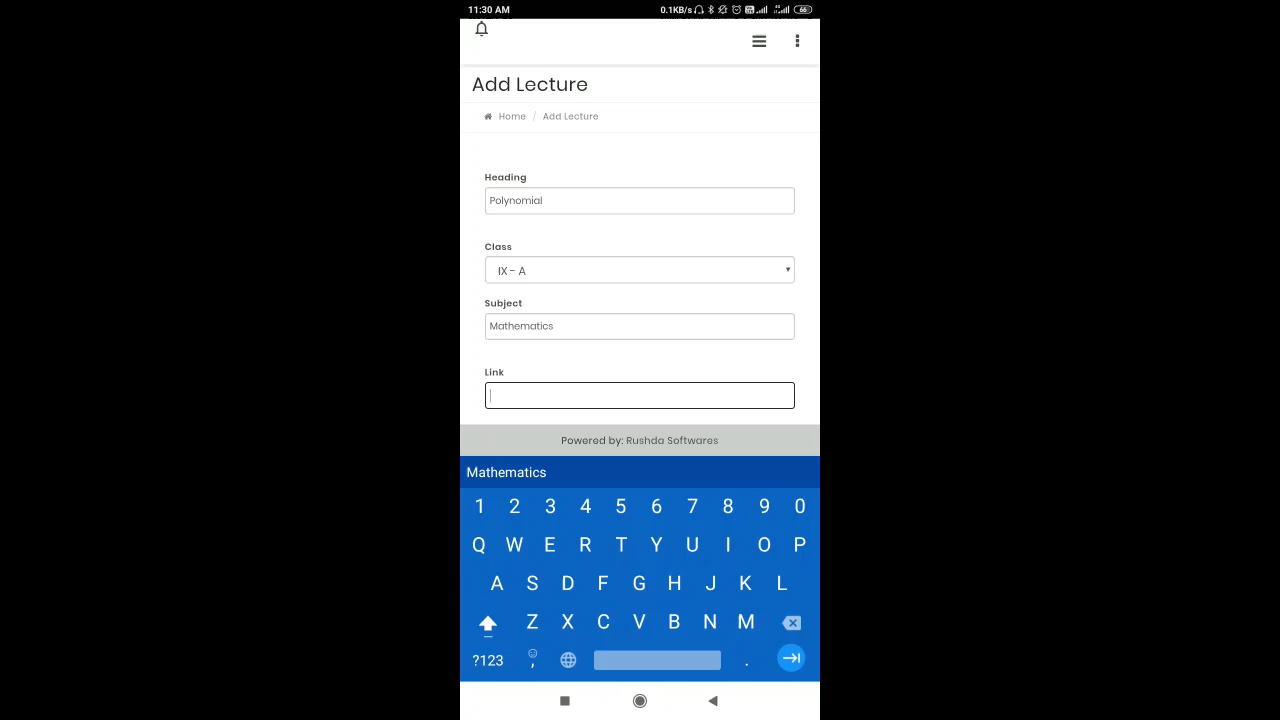 11:30 AM
0.1KB/s
66
Add Lecture
Home / Add Lecture
Heading
Polynomial
Class
IX - A
Subject
Mathematics
Link
Powered by: Rushda Softwares
Mathematics
1 2 3 4 5 6 7 8 9 0
Q W E R T Y U I O P
A S D F G H J K L
Z X C V B N M
?123 , .